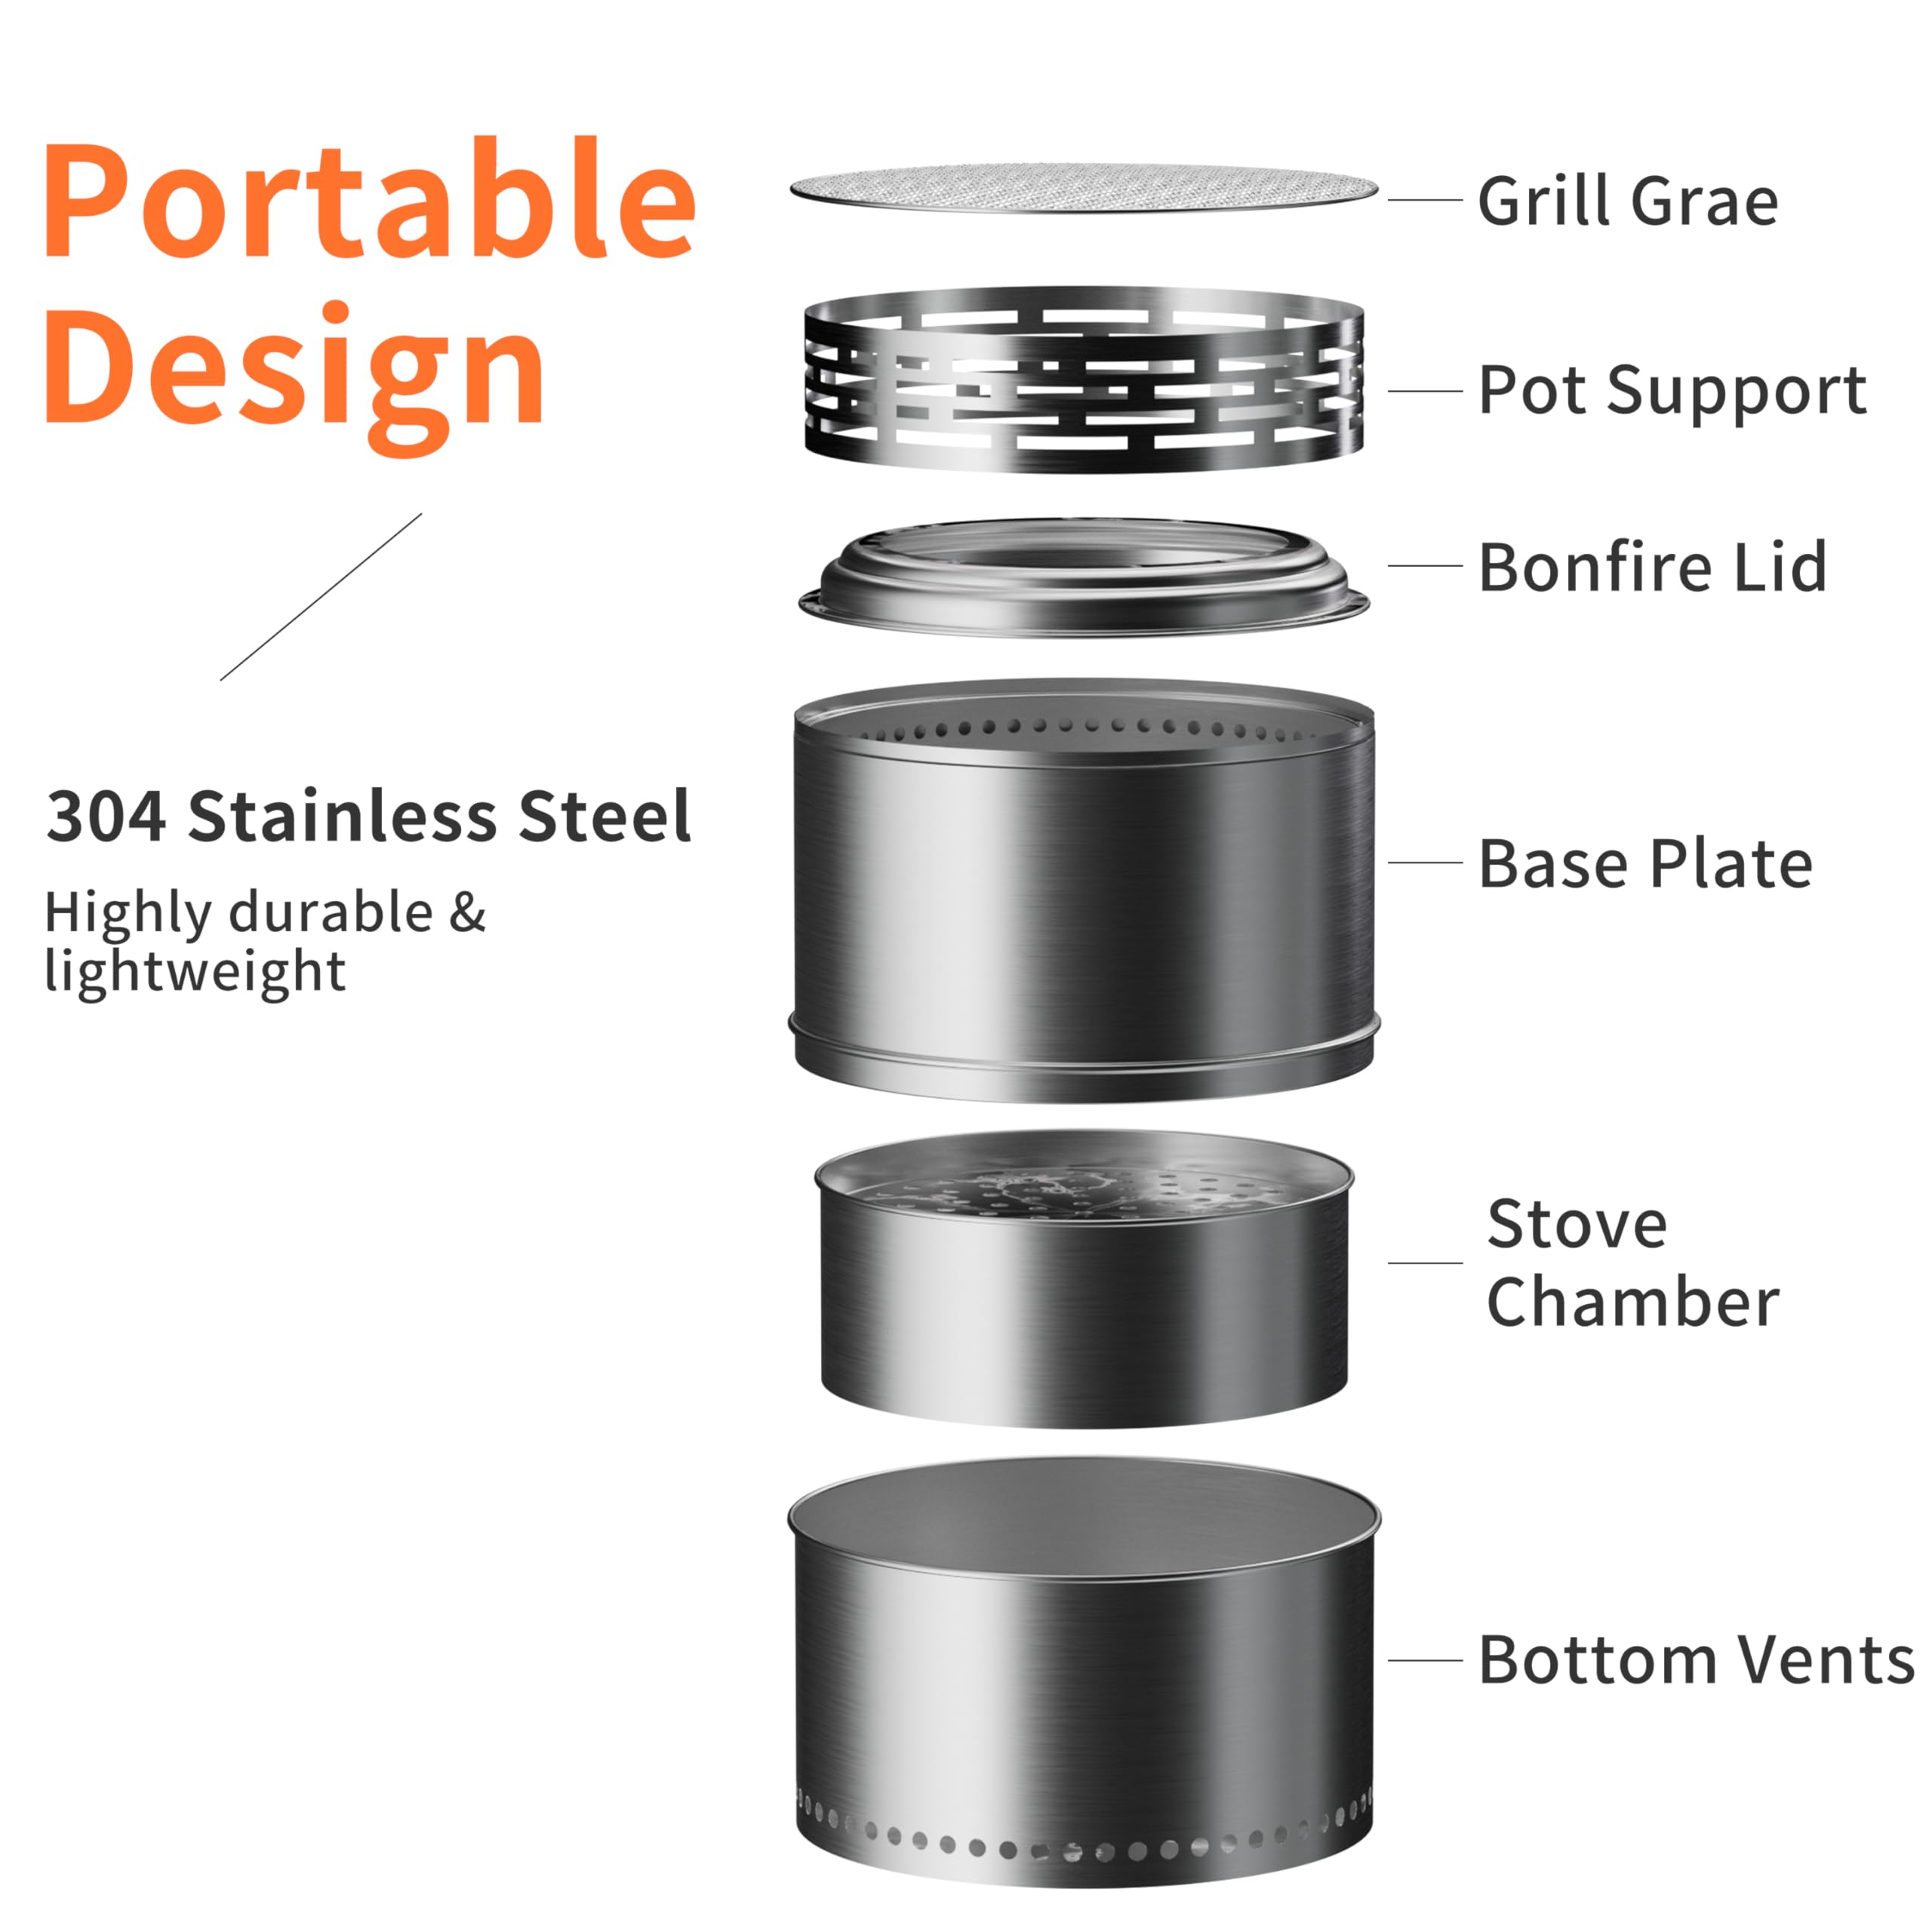 Portable
Design
304 Stainless Steel
Highly durable &
lightweight
Grill Grae
Pot Support
Bonfire Lid
Base Plate
Stove
Chamber
Bottom Vents